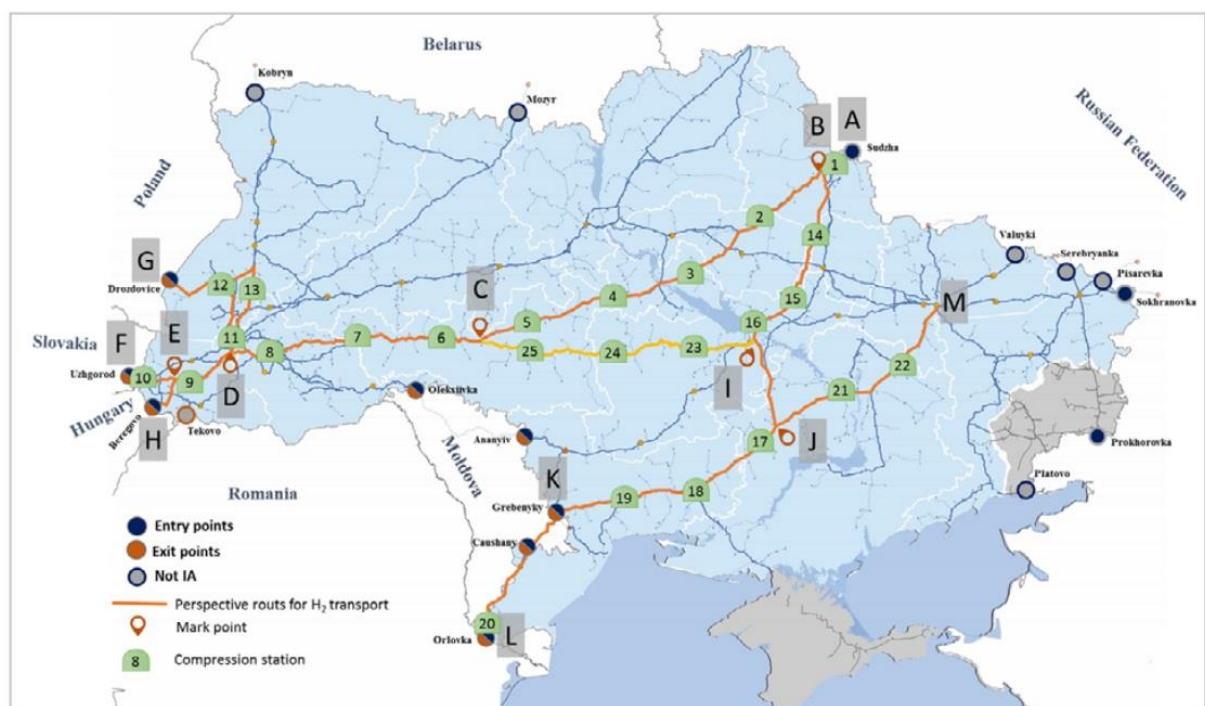 Belarus
Kobryn
Mozyr
Russian Federation
B
A
Sudzha
1
Poland
2
14
Valuyki
Serebryanka
Pisarevka
Sokhranovka
G
Drozdovice
12
13
C
3
4
15
M
E
5
16
Slovakia
F
11
7
6
8
25
24
23
22
Uzhgorod
10
9
D
I
21
Hungary
Beregovo
H
Tekovo
Oleksiivka
Ananyiv
17
J
Prokhorovka
Moldova
K
Romania
Grebenyky
19
18
Platovo
Entry points
Exit points
Caushany
Not IA
Perspective routs for H₂ transport
20
Orlovka
L
Mark point
8
Compression station